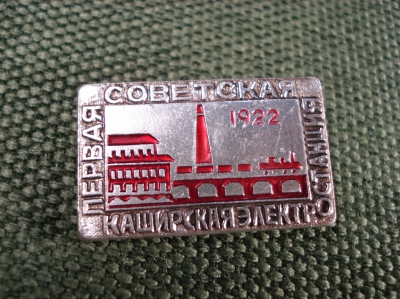 ПЕРВАЯ
СОВЕТСКАЯ
1922
КАШИРСКАЯ ЭЛЕКТРО
СТАНЦИЯ